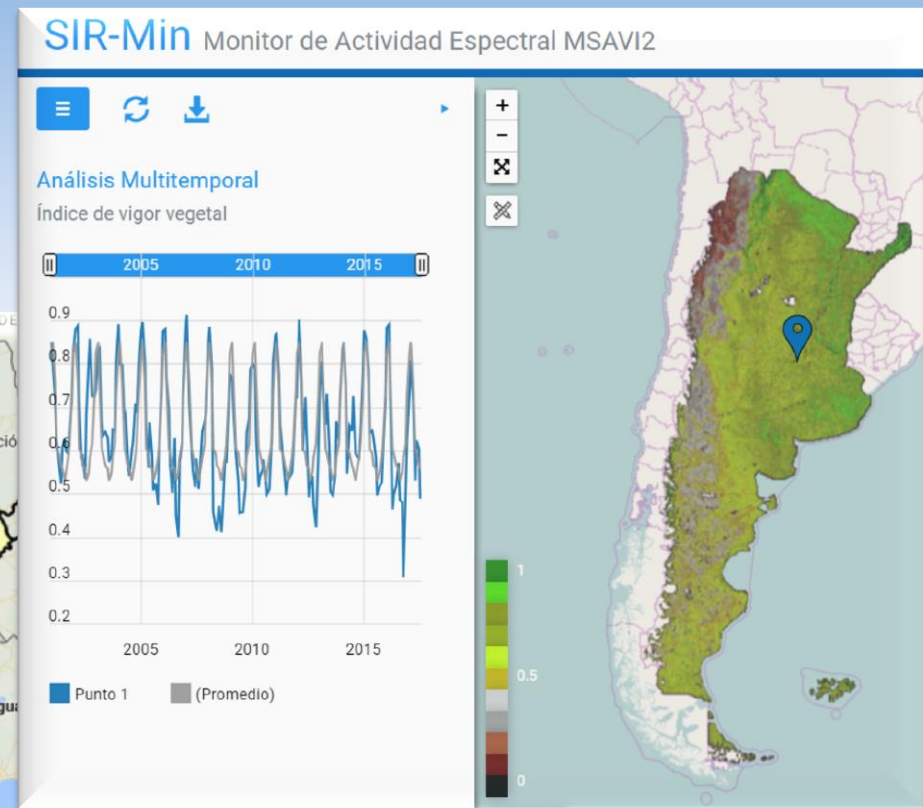 SIR-Min Monitor de Actividad Espectral MSAVI2
Análisis Multitemporal
Índice de vigor vegetal
2005 2010 2015
0.9
0.8
0.7
0.6
0.5
0.4
0.3
0.2
2005 2010 2015
Punto 1 (Promedio)
+
−
1
0.5
0